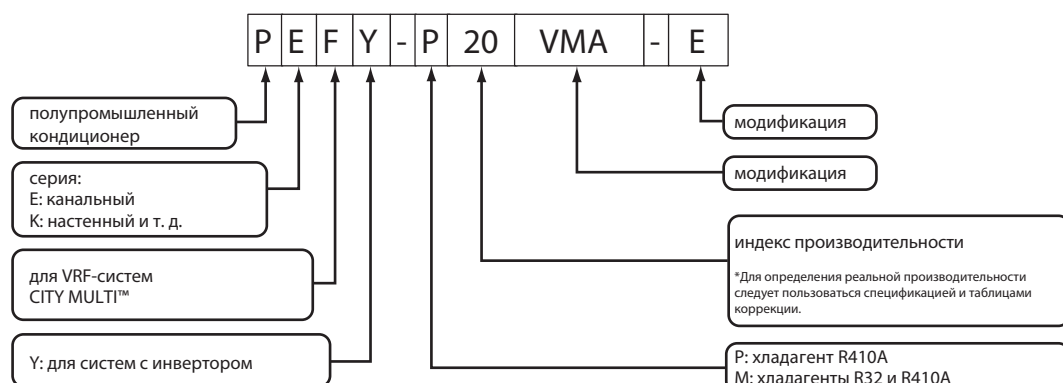 P E F Y - P 20 VMA - E
полупромышленный
кондиционер
серия:
E: канальный
K: настенный и т. д.
для VRF-систем
CITY MULTI™
Y: для систем с инвертором
модификация
модификация
индекс производительности
*Для определения реальной производительности
следует пользоваться спецификацией и таблицами
коррекции.
P: хладагент R410A
M: хладагенты R32 и R410A